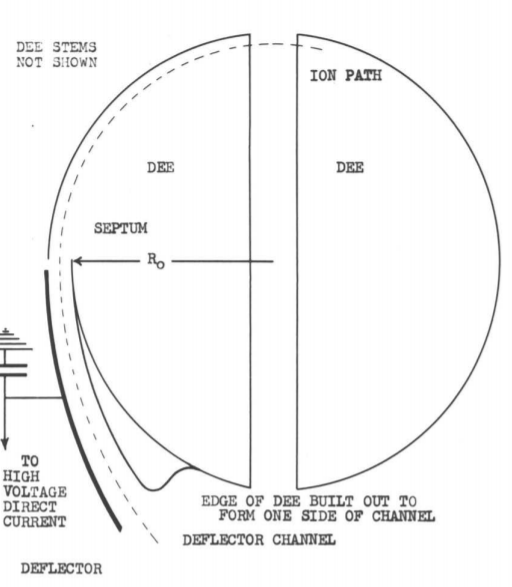 DEE STEMS
NOT SHOWN
ION PATH
DEE
DEE
SEPTUM
R₀
TO
HIGH
VOLTAGE
DIRECT
CURRENT
EDGE OF DEE BUILT OUT TO
FORM ONE SIDE OF CHANNEL
DEFLECTOR CHANNEL
DEFLECTOR